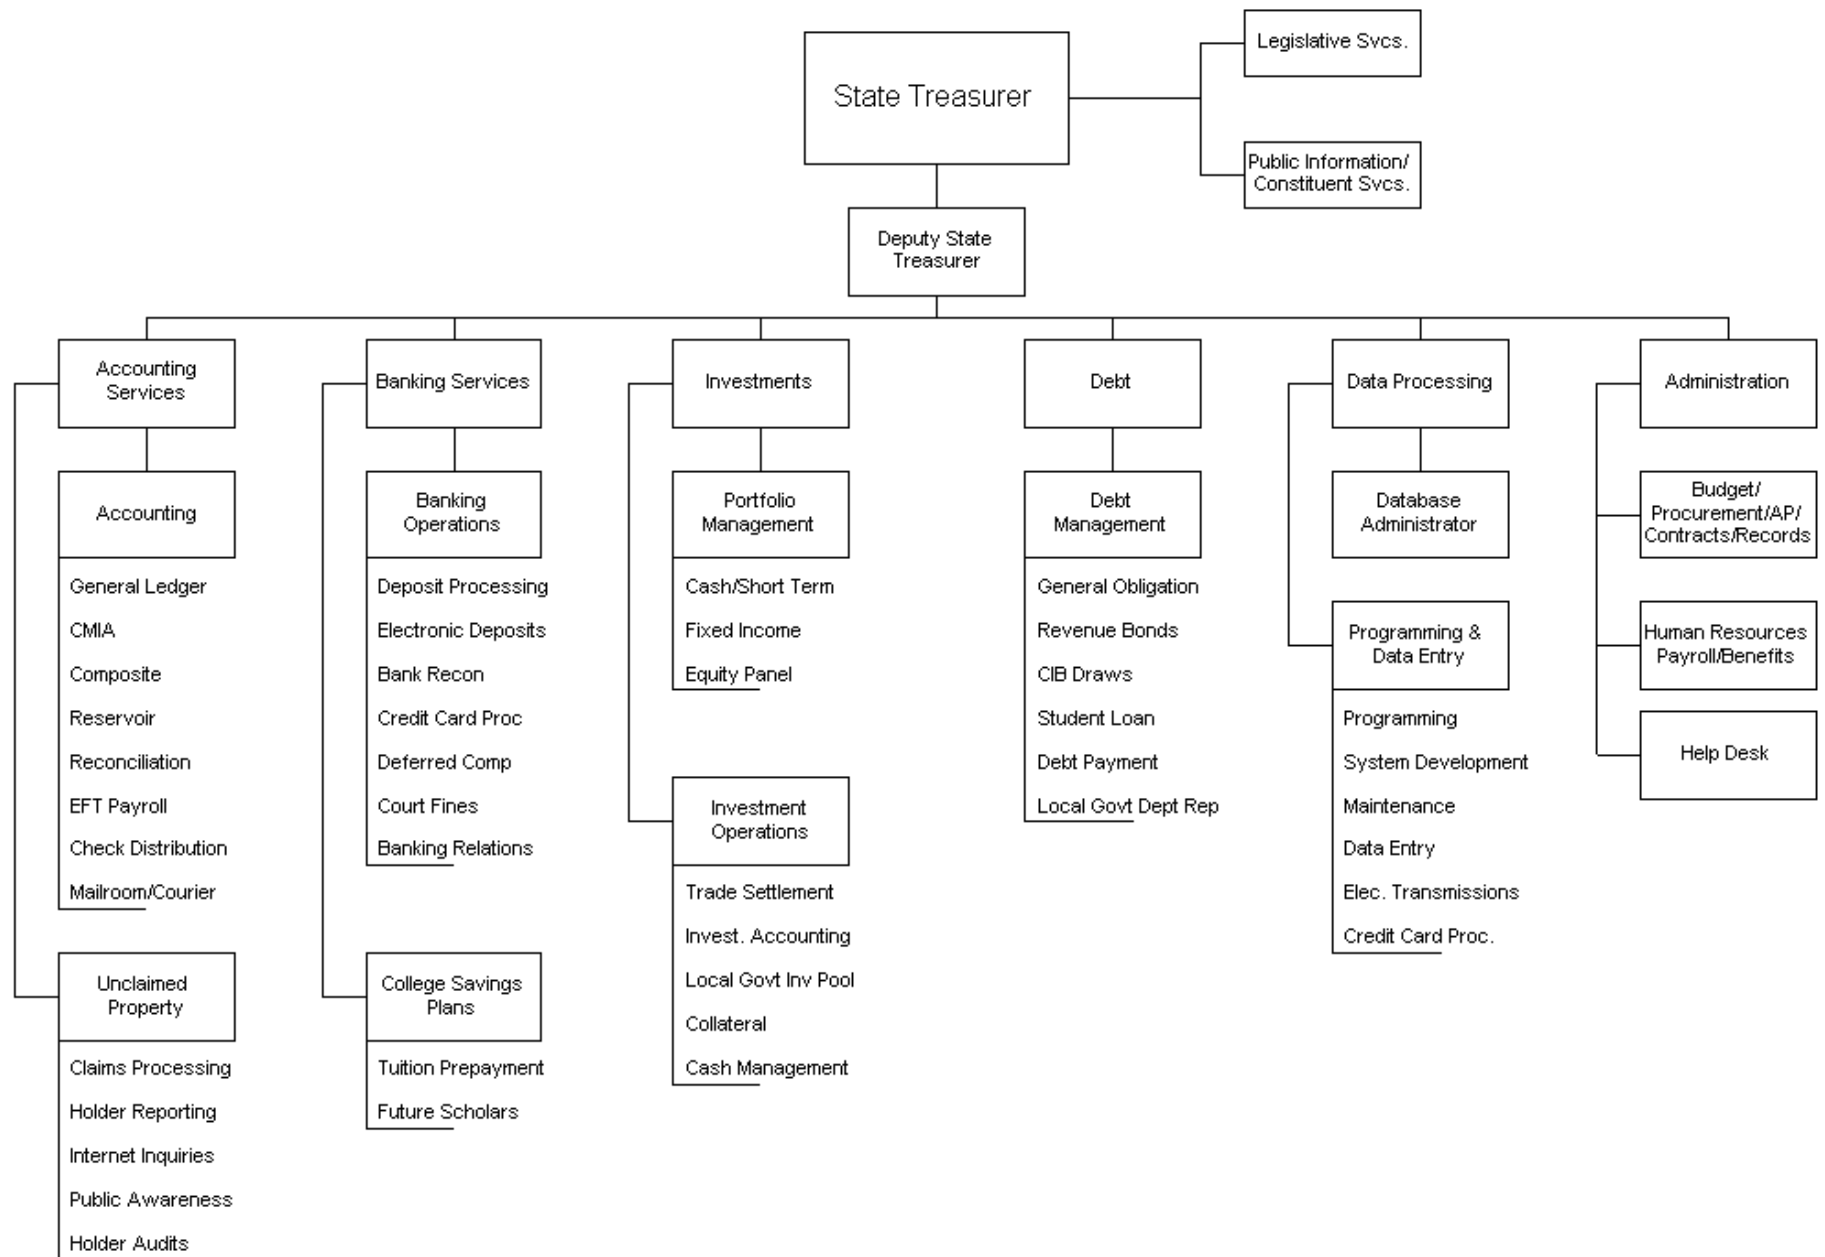 State Treasurer
Legislative Svcs.
Public Information/
Constituent Svcs.
Deputy State
Treasurer
Accounting
Services
Banking Services
Investments
Debt
Data Processing
Administration
Accounting
General Ledger
CMIA
Composite
Reservoir
Reconciliation
EFT Payroll
Check Distribution
Mailroom/Courier
Unclaimed
Property
Claims Processing
Holder Reporting
Internet Inquiries
Public Awareness
Holder Audits
Banking
Operations
Deposit Processing
Electronic Deposits
Bank Recon
Credit Card Proc
Deferred Comp
Court Fines
Banking Relations
College Savings
Plans
Tuition Prepayment
Future Scholars
Portfolio
Management
Cash/Short Term
Fixed Income
Equity Panel
Investment
Operations
Trade Settlement
Invest. Accounting
Local Govt Inv Pool
Collateral
Cash Management
Debt
Management
General Obligation
Revenue Bonds
CIB Draws
Student Loan
Debt Payment
Local Govt Dept Rep
Database
Administrator
Programming &
Data Entry
Programming
System Development
Maintenance
Data Entry
Elec. Transmissions
Credit Card Proc.
Budget/
Procurement/AP/
Contracts/Records
Human Resources
Payroll/Benefits
Help Desk